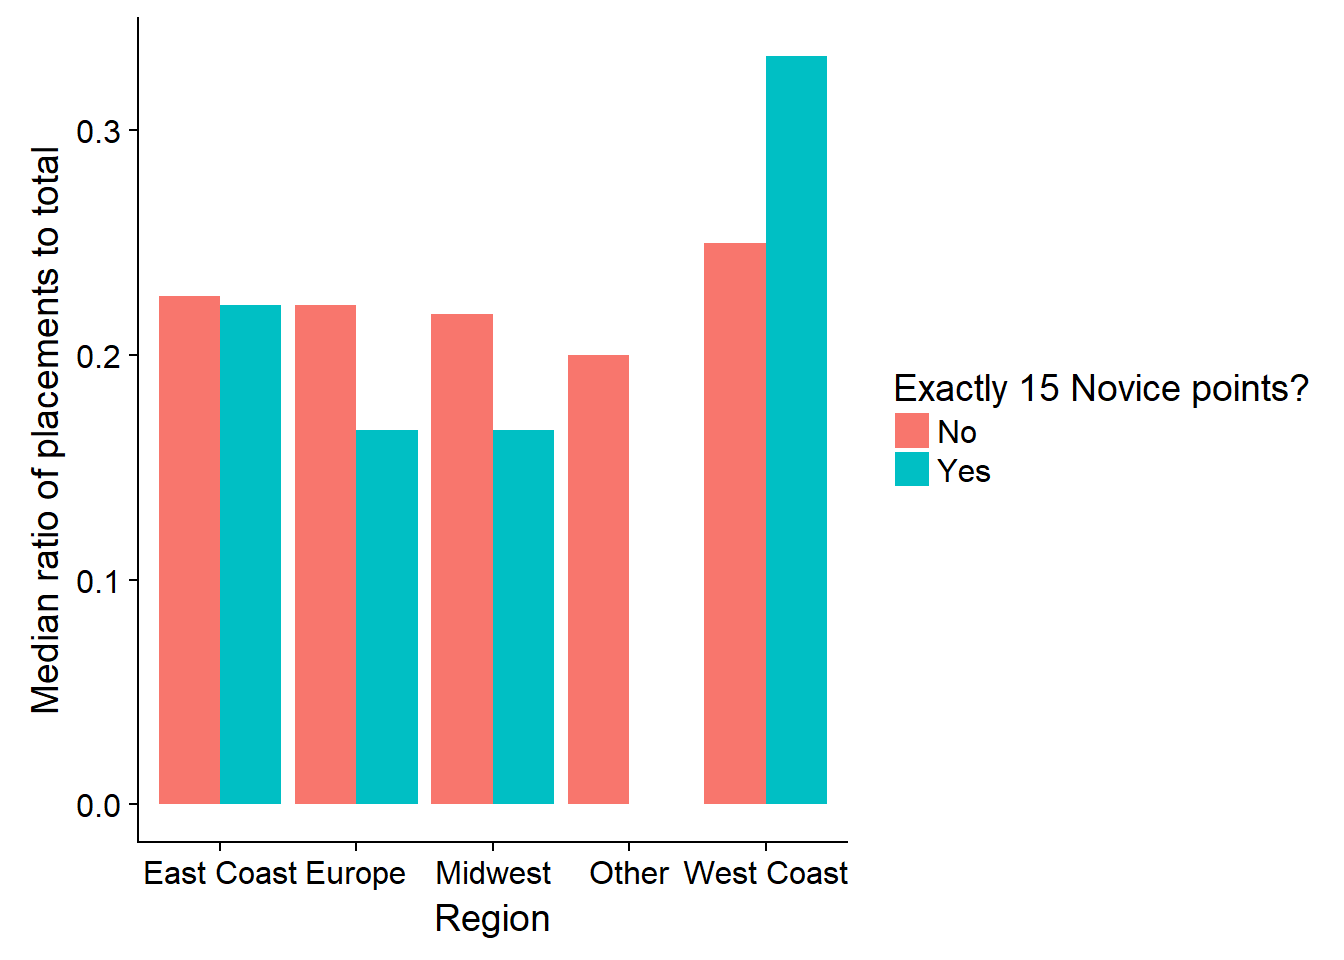 Median ratio of placements to total
0.3
0.2
0.1
0.0
East Coast Europe Midwest Other West Coast
Region
Exactly 15 Novice points?
No
Yes